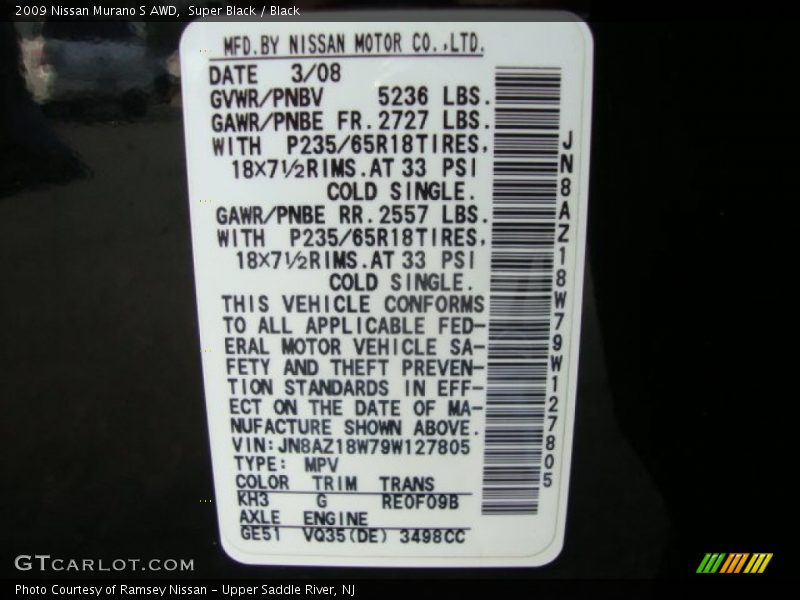 2009 Nissan Murano S AWD, Super Black / Black
MFD.BY NISSAN MOTOR CO.,LTD.
DATE 3/08
GVWR/PNBV 5236 LBS.
GAWR/PNBE FR.2727 LBS.
WITH P235/65R18TIRES,
18×7½RIMS.AT 33 PSI
COLD SINGLE.
GAWR/PNBE RR.2557 LBS.
WITH P235/65R18TIRES,
18×7½RIMS.AT 33 PSI
COLD SINGLE.
THIS VEHICLE CONFORMS
TO ALL APPLICABLE FED-
ERAL MOTOR VEHICLE SA-
FETY AND THEFT PREVEN-
TION STANDARDS IN EFF-
ECT ON THE DATE OF MA-
NUFACTURE SHOWN ABOVE.
VIN:JN8AZ18W79W127805
TYPE: MPV
COLOR TRIM TRANS
KH3 G RE0F09B
AXLE ENGINE
GE51 VQ35(DE) 3498CC
JN8AZ18W79W127805
GTCARLOT.COM
Photo Courtesy of Ramsey Nissan - Upper Saddle River, NJ